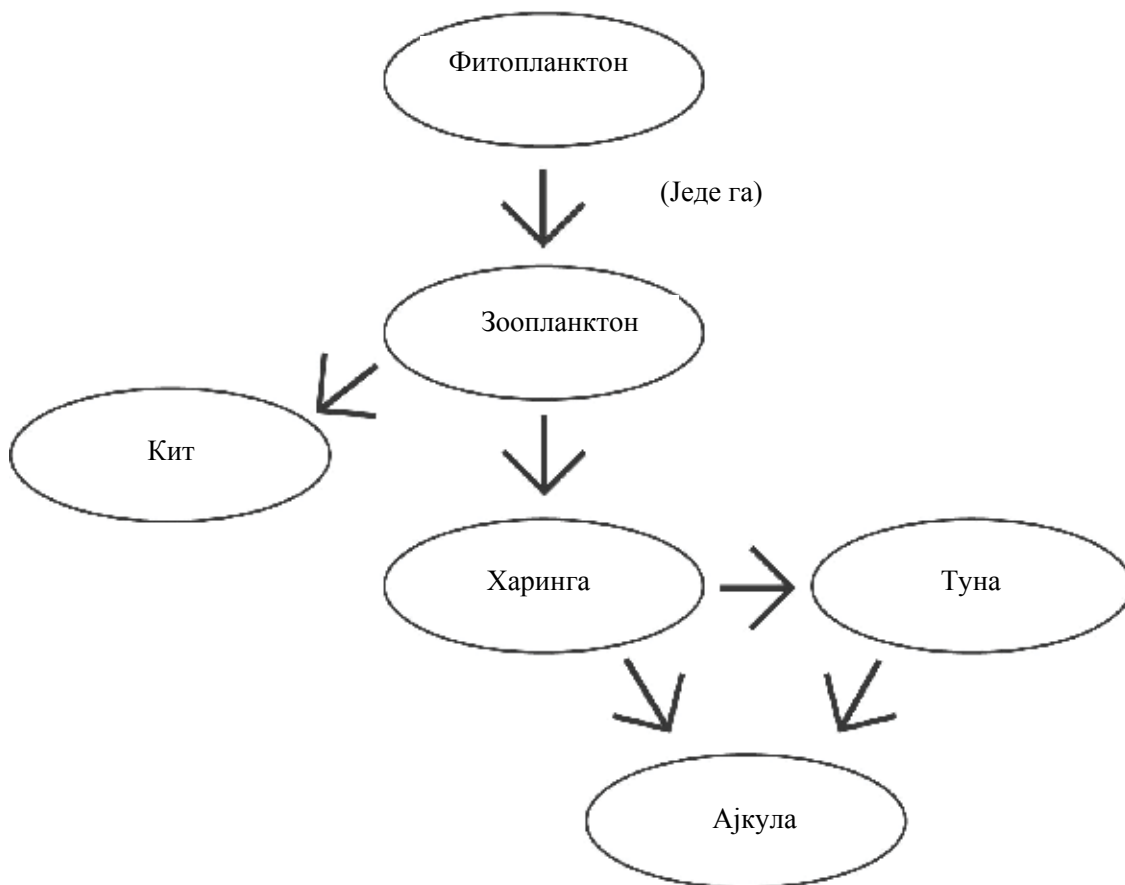 Фитопланктон
(Једе га)
Зоопланктон
Кит
Харинга
Туна
Ајкула